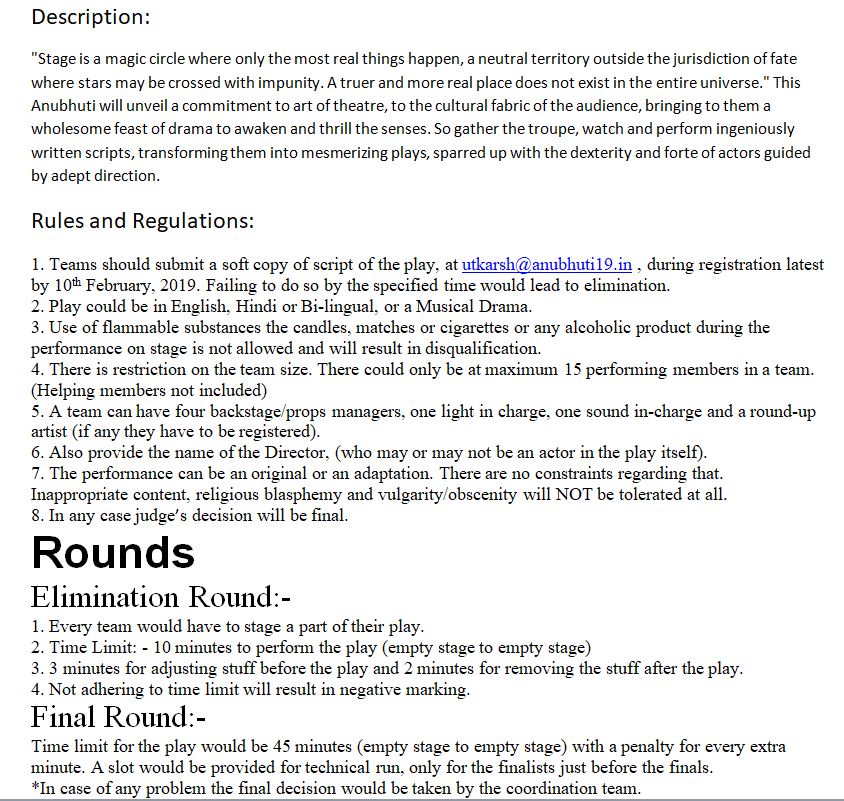 Description:
"Stage is a magic circle where only the most real things happen, a neutral territory outside the jurisdiction of fate
where stars may be crossed with impunity. A truer and more real place does not exist in the entire universe." This
Anubhuti will unveil a commitment to art of theatre, to the cultural fabric of the audience, bringing to them a
wholesome feast of drama to awaken and thrill the senses. So gather the troupe, watch and perform ingeniously
written scripts, transforming them into mesmerizing plays, sparred up with the dexterity and forte of actors guided
by adept direction.
Rules and Regulations:
1. Teams should submit a soft copy of script of the play, at utkarsh@anubhuti19.in , during registration latest
by 10th February, 2019. Failing to do so by the specified time would lead to elimination.
2. Play could be in English, Hindi or Bi-lingual, or a Musical Drama.
3. Use of flammable substances the candles, matches or cigarettes or any alcoholic product during the
performance on stage is not allowed and will result in disqualification.
4. There is restriction on the team size. There could only be at maximum 15 performing members in a team.
(Helping members not included)
5. A team can have four backstage/props managers, one light in charge, one sound in-charge and a round-up
artist (if any they have to be registered).
6. Also provide the name of the Director, (who may or may not be an actor in the play itself).
7. The performance can be an original or an adaptation. There are no constraints regarding that.
Inappropriate content, religious blasphemy and vulgarity/obscenity will NOT be tolerated at all.
8. In any case judge's decision will be final.
Rounds
Elimination Round:-
1. Every team would have to stage a part of their play.
2. Time Limit: - 10 minutes to perform the play (empty stage to empty stage)
3. 3 minutes for adjusting stuff before the play and 2 minutes for removing the stuff after the play.
4. Not adhering to time limit will result in negative marking.
Final Round:-
Time limit for the play would be 45 minutes (empty stage to empty stage) with a penalty for every extra
minute. A slot would be provided for technical run, only for the finalists just before the finals.
*In case of any problem the final decision would be taken by the coordination team.